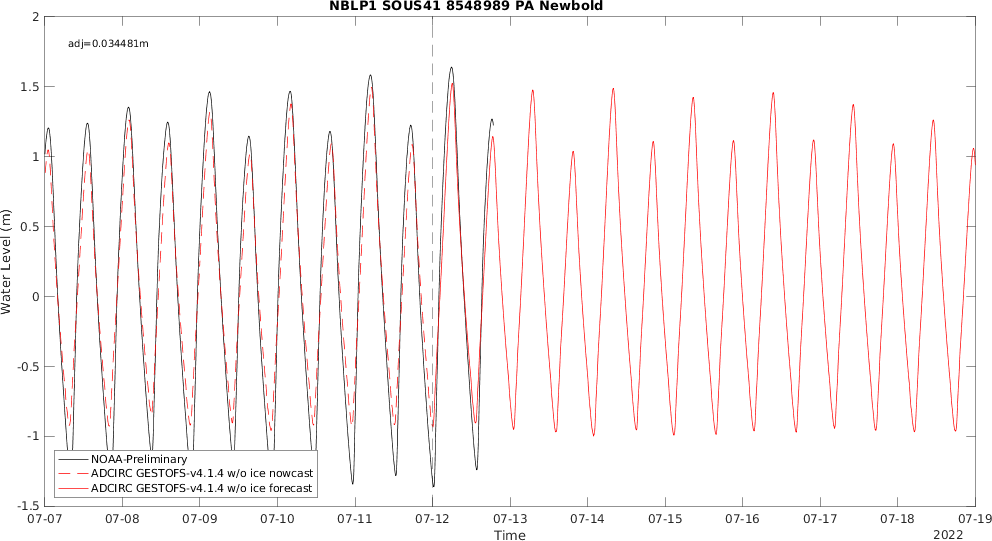 NBLP1 SOUS41 8548989 PA Newbold
adj=0.034481m
Water Level (m)
2
1.5
1
0.5
0
-0.5
-1
-1.5
NOAA-Preliminary
ADCIRC GESTOFS-v4.1.4 w/o ice nowcast
ADCIRC GESTOFS-v4.1.4 w/o ice forecast
07-07 07-08 07-09 07-10 07-11 07-12 07-13 07-14 07-15 07-16 07-17 07-18 07-19
Time
2022